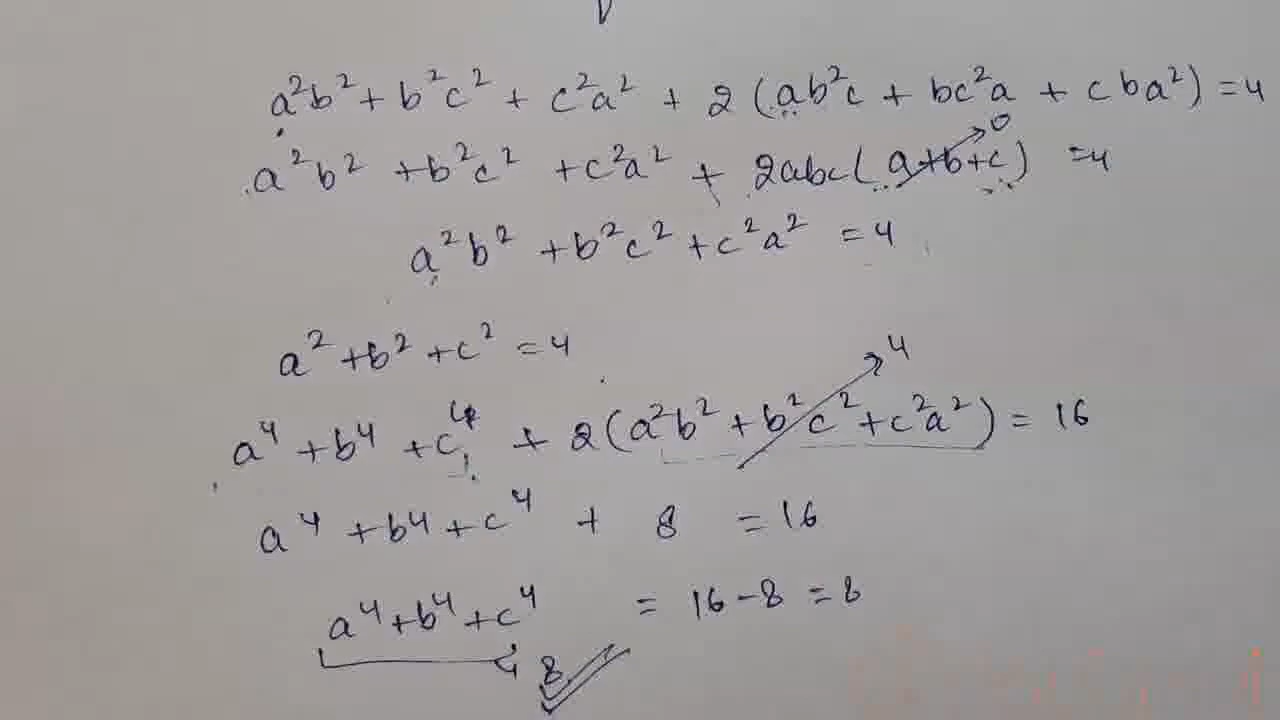 a²b² + b²c² + c²a² + 2(ab²c + bc²a + cba²) = 4
a²b² + b²c² + c²a² + 2abc(a+b+c) 0 = 4
a²b² + b²c² + c²a² = 4
a² + b² + c² = 4
a⁴ + b⁴ + c⁴ + 2(a²b² + b²c² + c²a²) 4 = 16
a⁴ + b⁴ + c⁴ + 8 = 16
a⁴ + b⁴ + c⁴ = 16 - 8 = 8
8